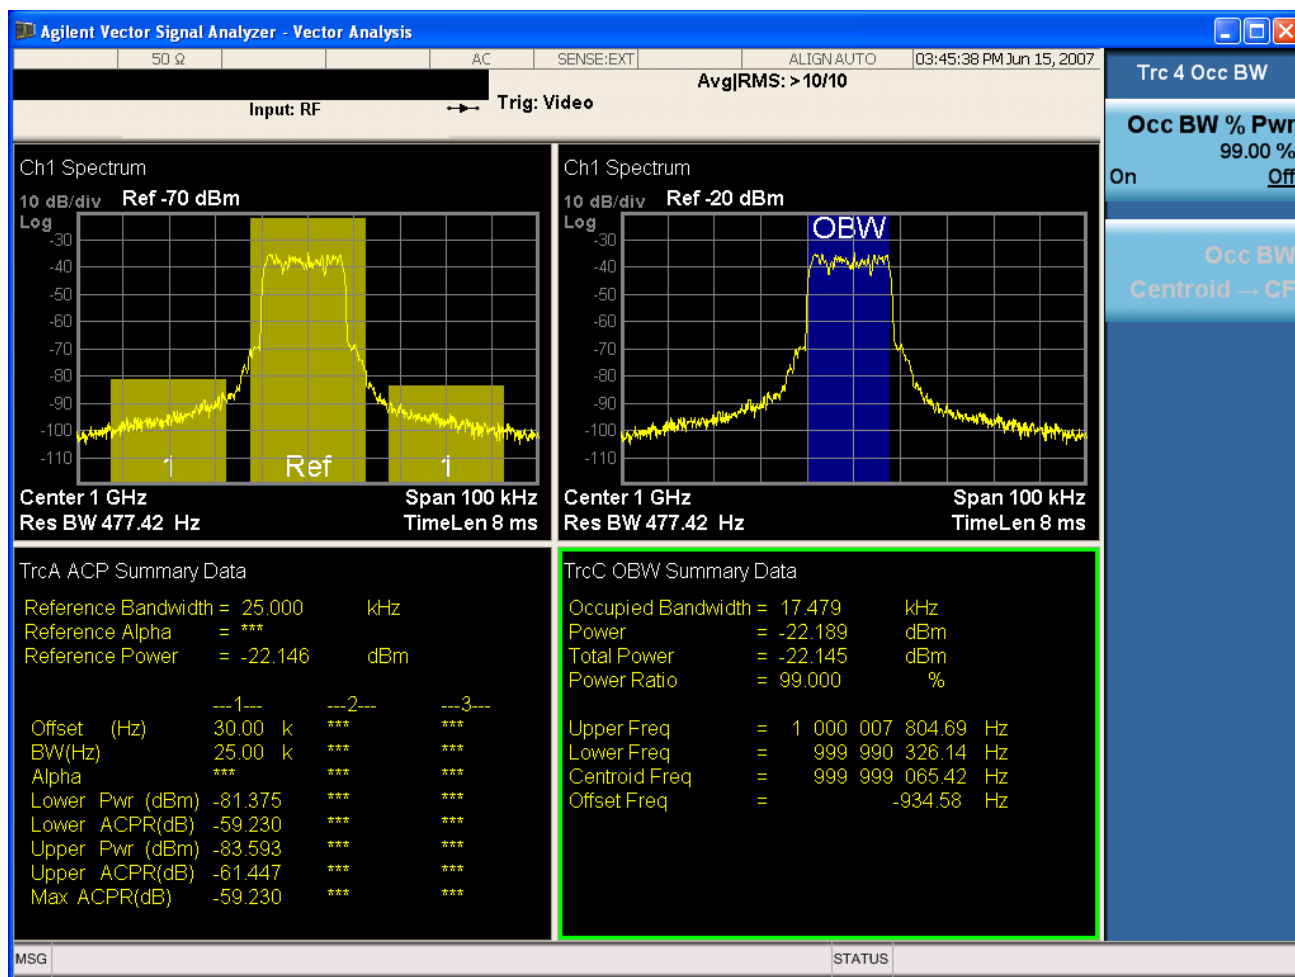 Agilent Vector Signal Analyzer - Vector Analysis
50 Ω AC SENSE:EXT ALIGN AUTO 03:45:38 PM Jun 15, 2007
Avg|RMS: >10/10
Input: RF Trig: Video
Trc 4 Occ BW
Occ BW % Pwr
99.00 %
On Off
Occ BW
Centroid → CF
Ch1 Spectrum
10 dB/div Ref -70 dBm
Log
-30
-40
-50
-60
-70
-80
-90
-100
-110
1 Ref 1
Center 1 GHz Span 100 kHz
Res BW 477.42 Hz TimeLen 8 ms
Ch1 Spectrum
10 dB/div Ref -20 dBm
Log
OBW
-30
-40
-50
-60
-70
-80
-90
-100
-110
Center 1 GHz Span 100 kHz
Res BW 477.42 Hz TimeLen 8 ms
TrcA ACP Summary Data
Reference Bandwidth = 25.000 kHz
Reference Alpha = ***
Reference Power = -22.146 dBm
---1--- ---2--- ---3---
Offset (Hz) 30.00 k *** ***
BW(Hz) 25.00 k *** ***
Alpha *** *** ***
Lower Pwr (dBm) -81.375 *** ***
Lower ACPR(dB) -59.230 *** ***
Upper Pwr (dBm) -83.593 *** ***
Upper ACPR(dB) -61.447 *** ***
Max ACPR(dB) -59.230 *** ***
TrcC OBW Summary Data
Occupied Bandwidth = 17.479 kHz
Power = -22.189 dBm
Total Power = -22.145 dBm
Power Ratio = 99.000 %
Upper Freq = 1 000 007 804.69 Hz
Lower Freq = 999 990 326.14 Hz
Centroid Freq = 999 999 065.42 Hz
Offset Freq = -934.58 Hz
MSG STATUS